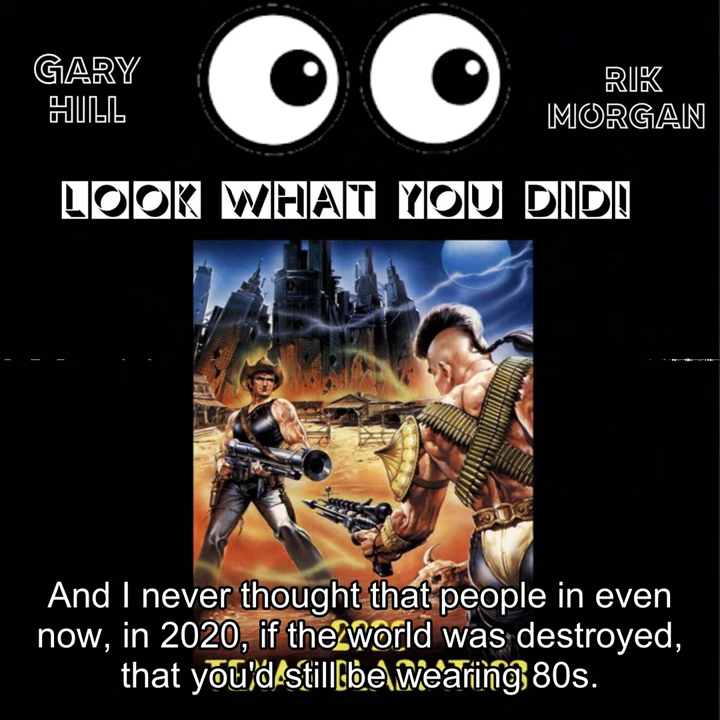 GARY
HILL
RIK
MORGAN
LOOK WHAT YOU DID!
And I never thought that people in even
now, in 2020, if the world was destroyed,
that you'd still be wearing 80s.